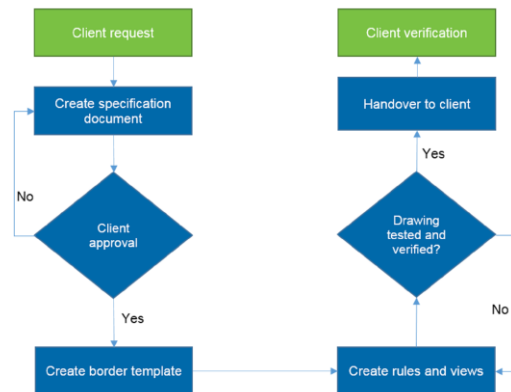 Client request
Create specification
document
No
Client
approval
Yes
Create border template
Client verification
Handover to client
Yes
Drawing
tested and
verified?
No
Create rules and views